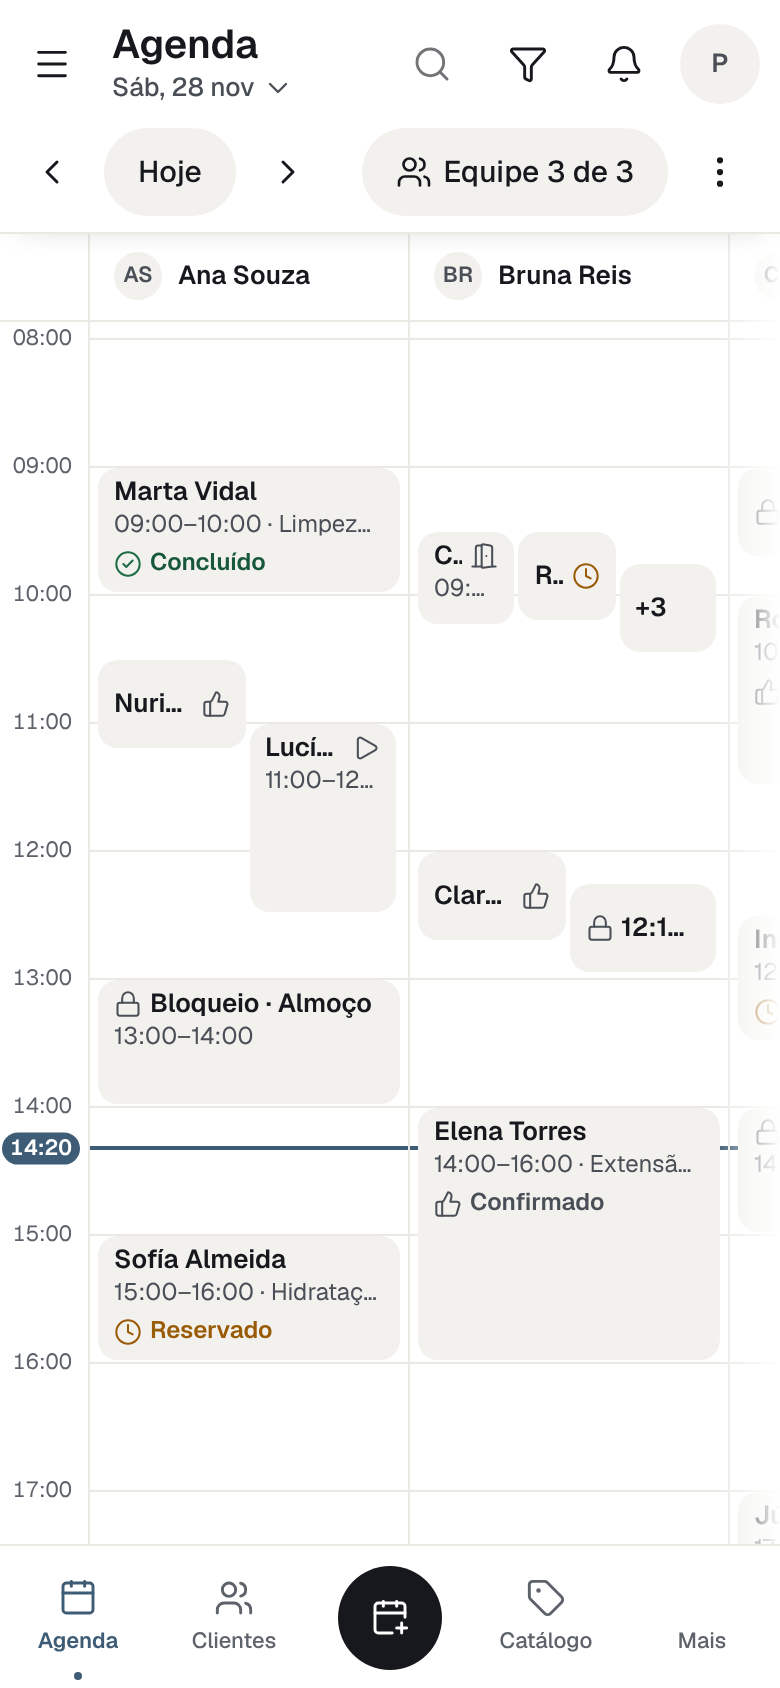 Agenda
Sáb, 28 nov
P
Hoje
Equipe 3 de 3
AS Ana Souza
BR Bruna Reis
08:00
09:00
Marta Vidal
09:00–10:00 · Limpez...
Concluído
C..
09:...
R..
+3
10:00
Nuri...
11:00
Lucí...
11:00–12...
12:00
Clar...
12:1...
13:00
Bloqueio · Almoço
13:00–14:00
14:00
14:20
Elena Torres
14:00–16:00 · Extensã...
Confirmado
15:00
Sofía Almeida
15:00–16:00 · Hidrataç...
Reservado
16:00
17:00
Agenda
Clientes
Catálogo
Mais